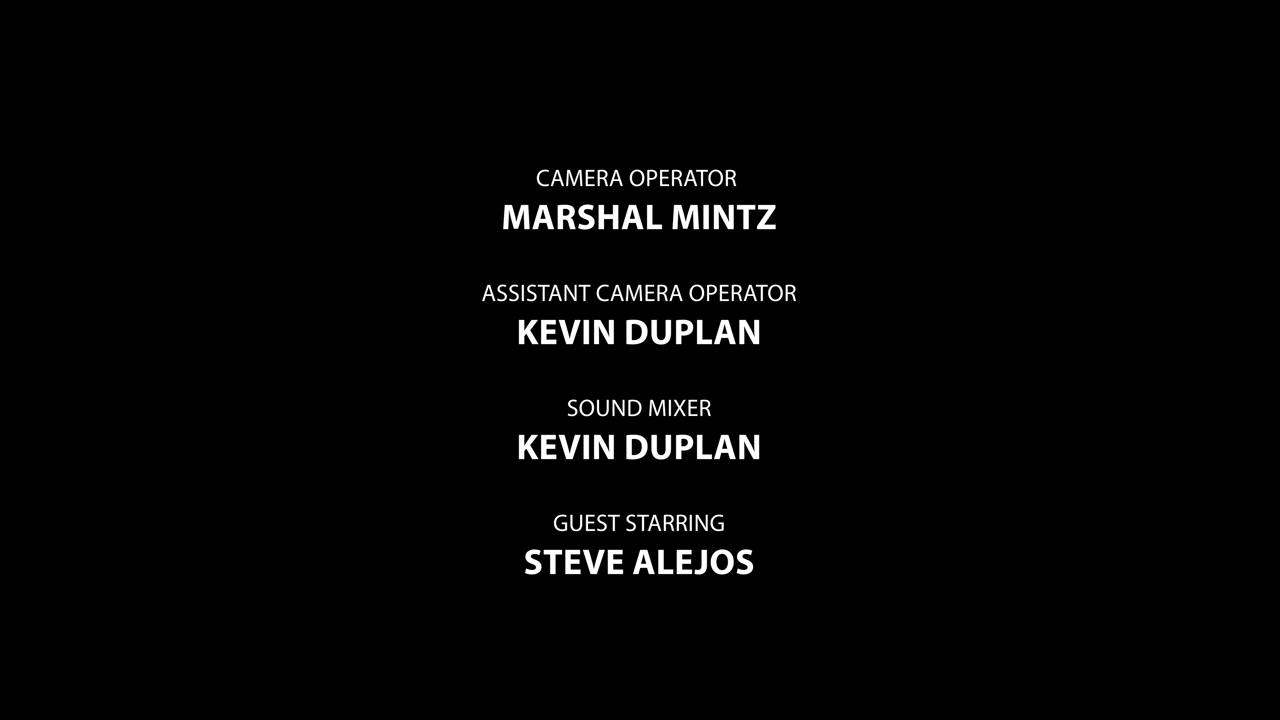 CAMERA OPERATOR
MARSHAL MINTZ
ASSISTANT CAMERA OPERATOR
KEVIN DUPLAN
SOUND MIXER
KEVIN DUPLAN
GUEST STARRING
STEVE ALEJOS